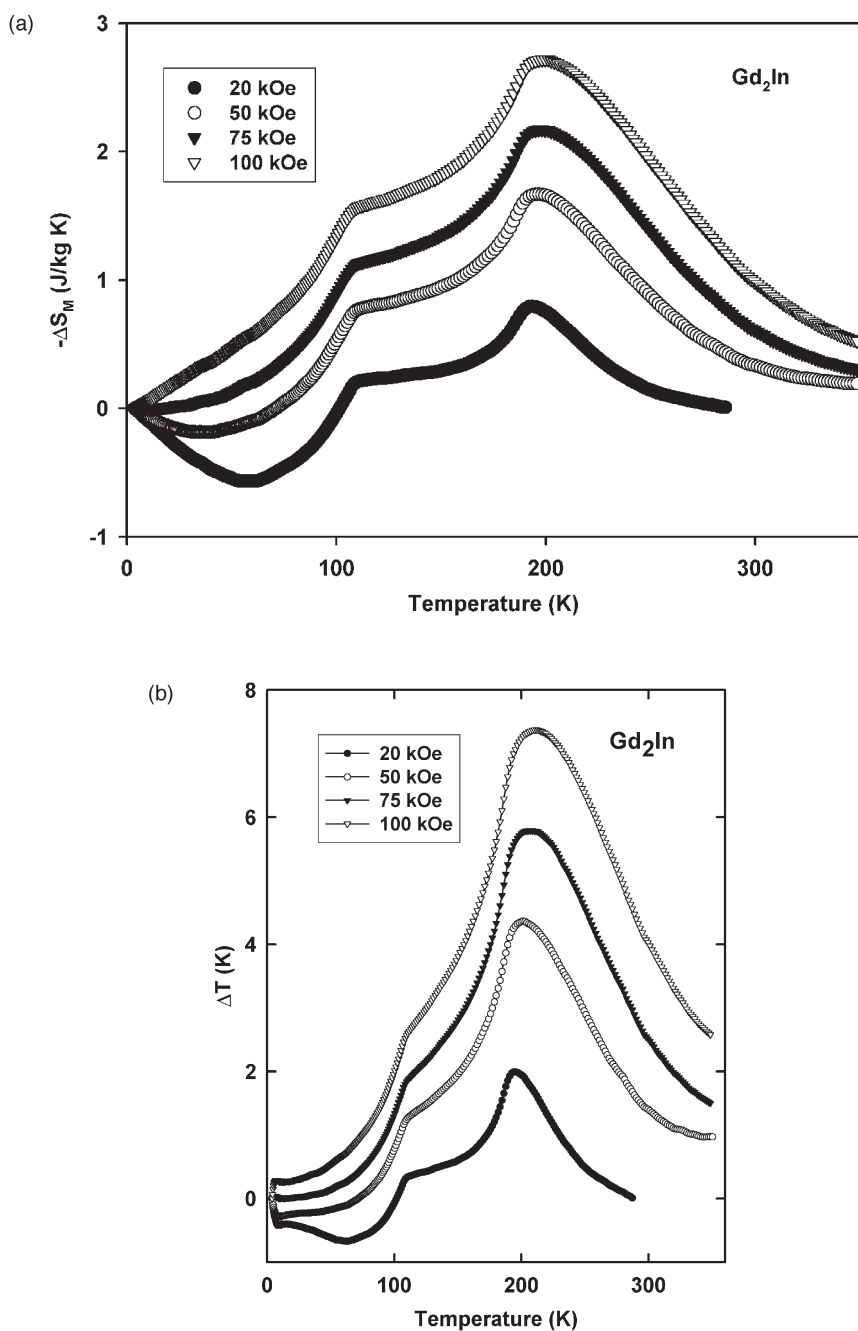 (a)
3
2
1
0
-1
-ΔS_M (J/kg K)
20 kOe
50 kOe
75 kOe
100 kOe
Gd₂In
0 100 200 300
Temperature (K)
(b)
8
6
4
2
0
ΔT (K)
20 kOe
50 kOe
75 kOe
100 kOe
Gd₂In
0 100 200 300
Temperature (K)